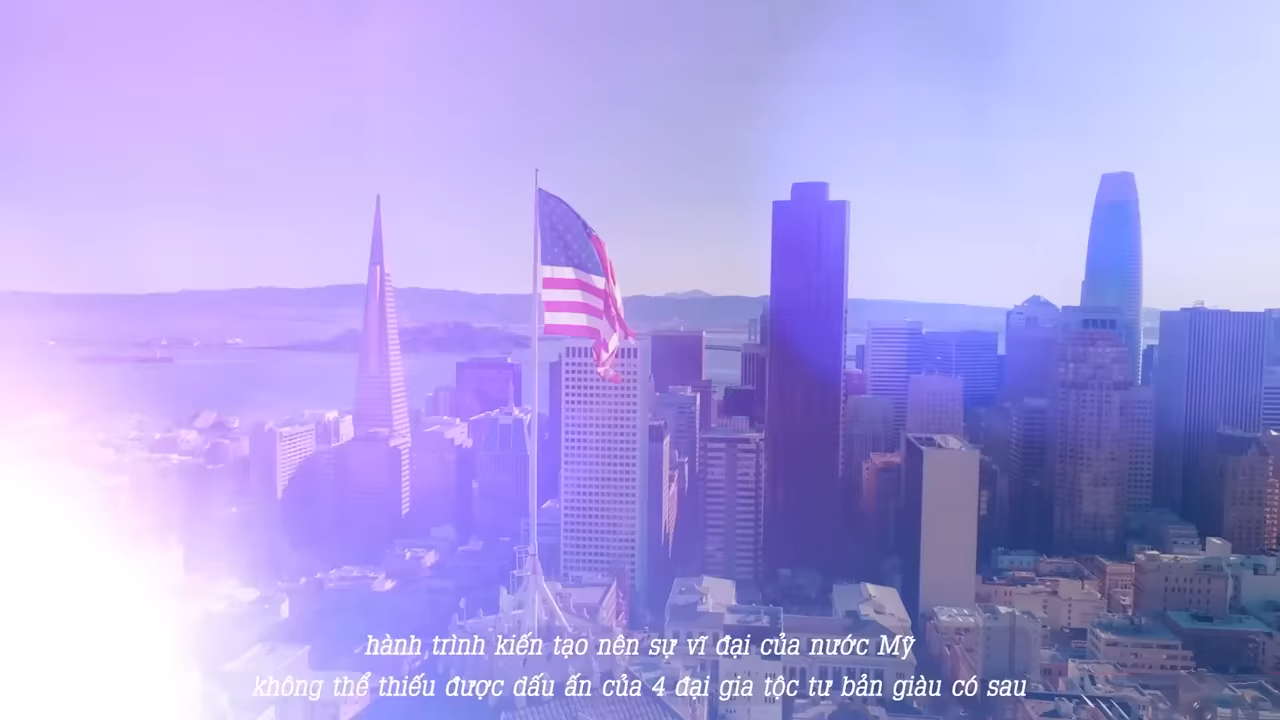 hành trình kiến tạo nên sự vĩ đại của nước Mỹ
không thể thiếu được dấu ấn của 4 đại gia tộc tư bản giàu có sau